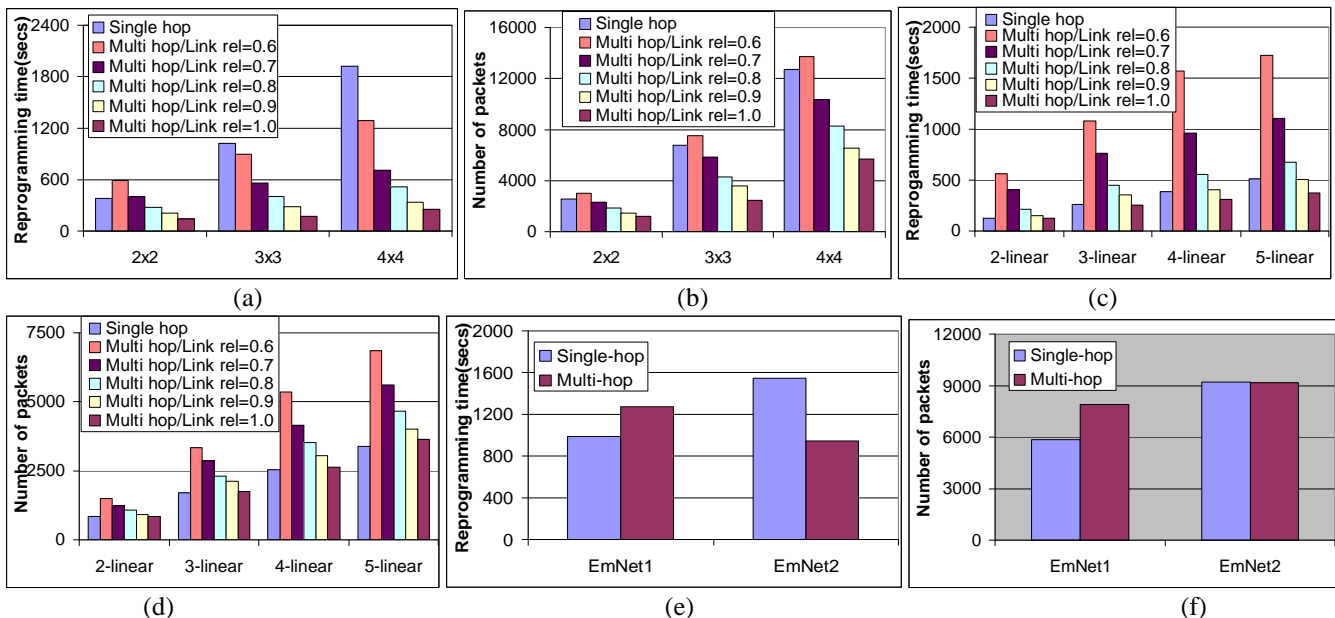 Reprogramming time(secs)
2400
1800
1200
600
0
Single hop
Multi hop/Link rel=0.6
Multi hop/Link rel=0.7
Multi hop/Link rel=0.8
Multi hop/Link rel=0.9
Multi hop/Link rel=1.0
2x2 3x3 4x4
(a)
Number of packets
16000
12000
8000
4000
0
Single hop
Multi hop/Link rel=0.6
Multi hop/Link rel=0.7
Multi hop/Link rel=0.8
Multi hop/Link rel=0.9
Multi hop/Link rel=1.0
2x2 3x3 4x4
(b)
Reprogamming time(secs)
2000
1500
1000
500
0
Single hop
Multi hop/Link rel=0.6
Multi hop/Link rel=0.7
Multi hop/Link rel=0.8
Multi hop/Link rel=0.9
Multi hop/Link rel=1.0
2-linear 3-linear 4-linear 5-linear
(c)
Number of packets
7500
5000
2500
0
Single hop
Multi hop/Link rel=0.6
Multi hop/Link rel=0.7
Multi hop/Link rel=0.8
Multi hop/Link rel=0.9
Multi hop/Link rel=1.0
2-linear 3-linear 4-linear 5-linear
(d)
Reprogramming time(secs)
2000
1600
1200
800
400
0
Single-hop
Multi-hop
EmNet1 EmNet2
(e)
Number of packets
12000
9000
6000
3000
0
Single-hop
Multi-hop
EmNet1 EmNet2
(f)